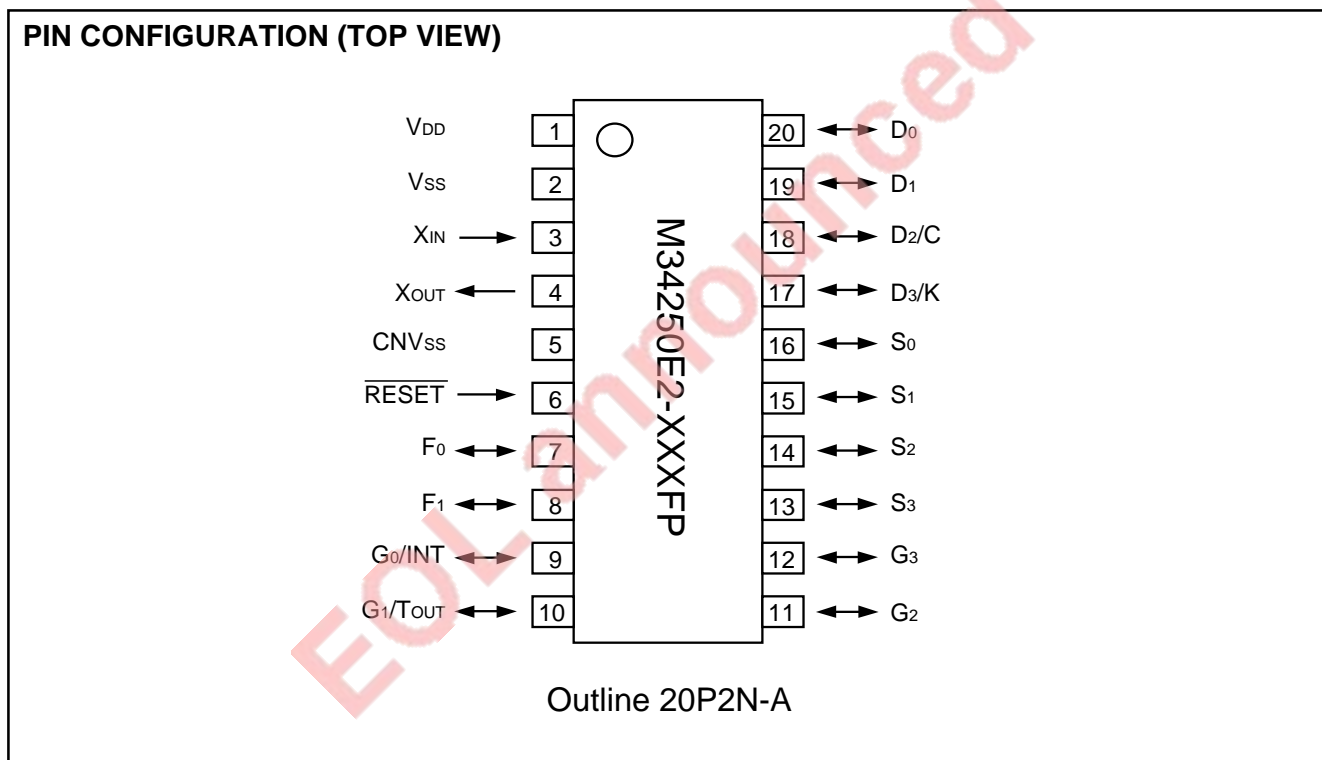 PIN CONFIGURATION (TOP VIEW)
VDD 1 20 D0
VSS 2 19 D1
XIN 3 18 D2/C
XOUT 4 17 D3/K
CNVSS 5 16 S0
RESET 6 15 S1
F0 7 14 S2
F1 8 13 S3
G0/INT 9 12 G3
G1/TOUT 10 11 G2
M34250E2-XXXFP
Outline 20P2N-A
EOL announced